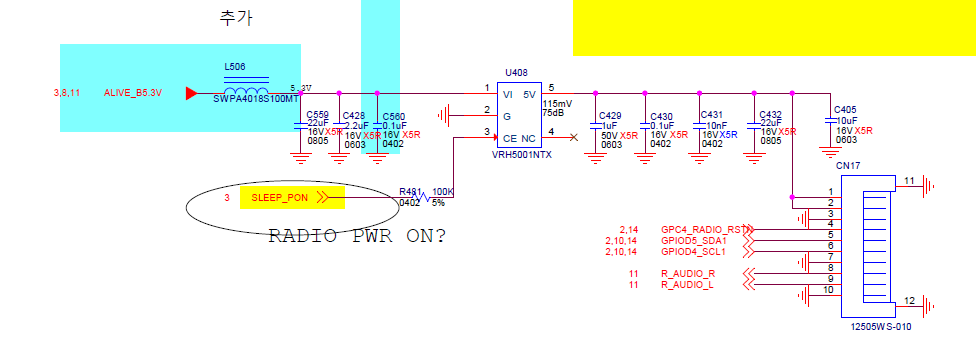 추가
L506
3,8,11 ALIVE_B5.3V
5.3V
SWPA4018S100MT
C559
22uF
16V X5R
0805
C428
2.2uF
16V X5R
0603
C560
0.1uF
16V X5R
0402
U408
1 VI 5V 5
2 G
3 CE NC 4
115mV
75dB
VRH5001NTX
C429
1uF
50V X5R
0603
C430
0.1uF
16V X5R
0402
C431
10nF
16V X5R
0402
C432
22uF
16V X5R
0805
C405
10uF
16V X5R
0603
3 SLEEP_PON
R481 100K
0402 5%
RADIO PWR ON?
CN17
11
1
2
3
2,14 GPC4_RADIO_RSTN 4
2,10,14 GPIOD5_SDA1 5
2,10,14 GPIOD4_SCL1 6
7
11 R_AUDIO_R 8
11 R_AUDIO_L 9
10
12
12505WS-010